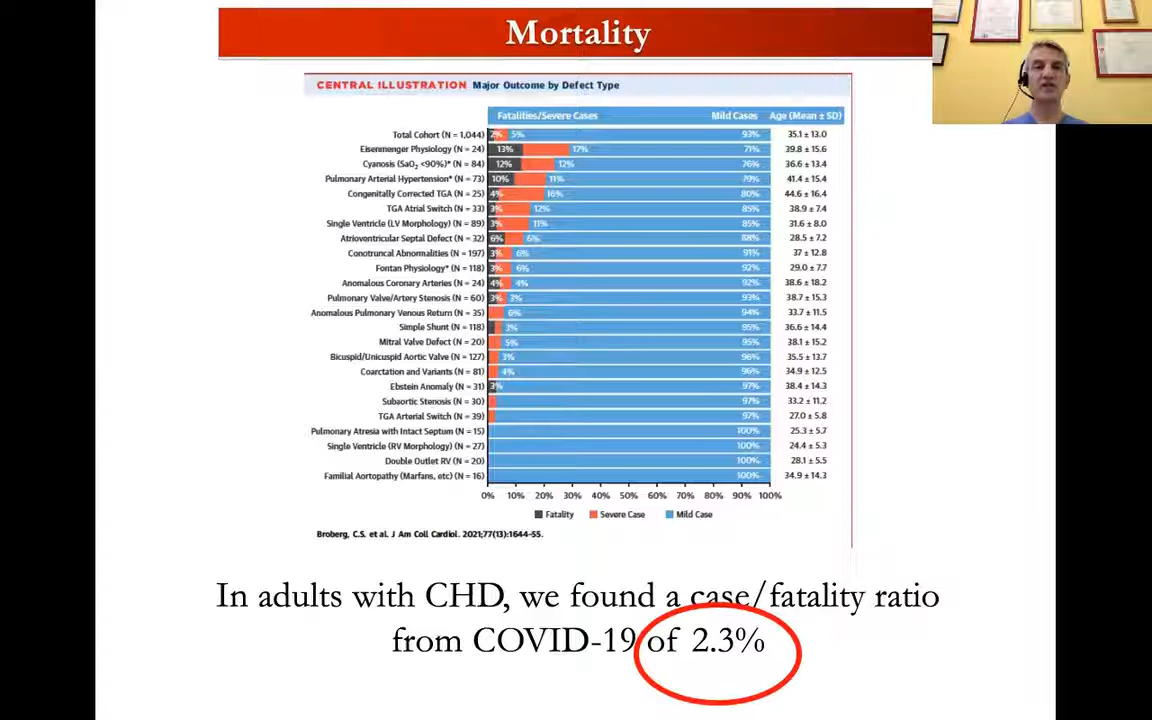 Mortality
CENTRAL ILLUSTRATION Major Outcome by Defect Type
Fatalities/Severe Cases Mild Cases Age (Mean ± SD)
Total Cohort (N = 1,044) 2% 5% 93% 35.1 ± 13.0
Eisenmenger Physiology (N = 24) 13% 17% 71% 39.8 ± 15.6
Cyanosis (SaO₂ <90%)* (N = 84) 12% 12% 76% 36.6 ± 13.4
Pulmonary Arterial Hypertension* (N = 73) 10% 11% 79% 41.4 ± 15.4
Congenitally Corrected TGA (N = 25) 4% 16% 80% 44.6 ± 16.4
TGA Atrial Switch (N = 33) 3% 12% 85% 38.9 ± 7.4
Single Ventricle (LV Morphology) (N = 89) 3% 11% 85% 31.6 ± 8.0
Atrioventricular Septal Defect (N = 32) 6% 6% 88% 28.5 ± 7.2
Conotruncal Abnormalities (N = 197) 3% 6% 91% 37 ± 12.8
Fontan Physiology* (N = 118) 3% 6% 92% 29.0 ± 7.7
Anomalous Coronary Arteries (N = 24) 4% 4% 92% 38.6 ± 18.2
Pulmonary Valve/Artery Stenosis (N = 60) 3% 3% 93% 38.7 ± 15.3
Anomalous Pulmonary Venous Return (N = 35) 6% 94% 33.7 ± 11.5
Simple Shunt (N = 118) 3% 95% 36.6 ± 14.4
Mitral Valve Defect (N = 20) 5% 95% 38.1 ± 15.2
Bicuspid/Unicuspid Aortic Valve (N = 127) 3% 96% 35.5 ± 13.7
Coarctation and Variants (N = 81) 4% 96% 34.9 ± 12.5
Ebstein Anomaly (N = 31) 3% 97% 38.4 ± 14.3
Subaortic Stenosis (N = 30) 97% 33.2 ± 11.2
TGA Arterial Switch (N = 39) 97% 27.0 ± 5.8
Pulmonary Atresia with Intact Septum (N = 15) 100% 25.3 ± 5.7
Single Ventricle (RV Morphology) (N = 27) 100% 24.4 ± 5.3
Double Outlet RV (N = 20) 100% 28.1 ± 5.5
Familial Aortopathy (Marfans, etc) (N = 16) 100% 34.9 ± 14.3
0% 10% 20% 30% 40% 50% 60% 70% 80% 90% 100%
Fatality Severe Case Mild Case
Broberg, C.S. et al. J Am Coll Cardiol. 2021;77(13):1644-55.
In adults with CHD, we found a case/fatality ratio
from COVID-19 of 2.3%